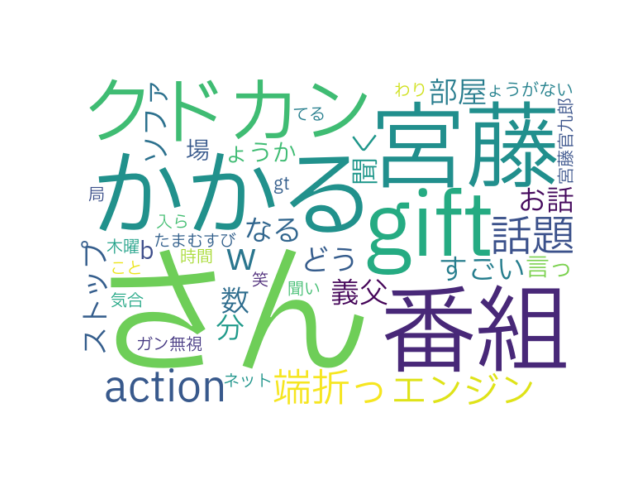 クドカン
宮藤
わり
部屋
ょうがない
てる
ソファ
場
ょうか
聞く
宮藤官九郎
かかる
gt
gift
お話
局
入ら
なる
話題
木曜
b
たまむすび
w
どう
すごい
言っ
ストップ
こと
時間
笑
聞い
義父
気合
さん
数
分
番組
ガン無視
action
ネット
端折っ
エンジン